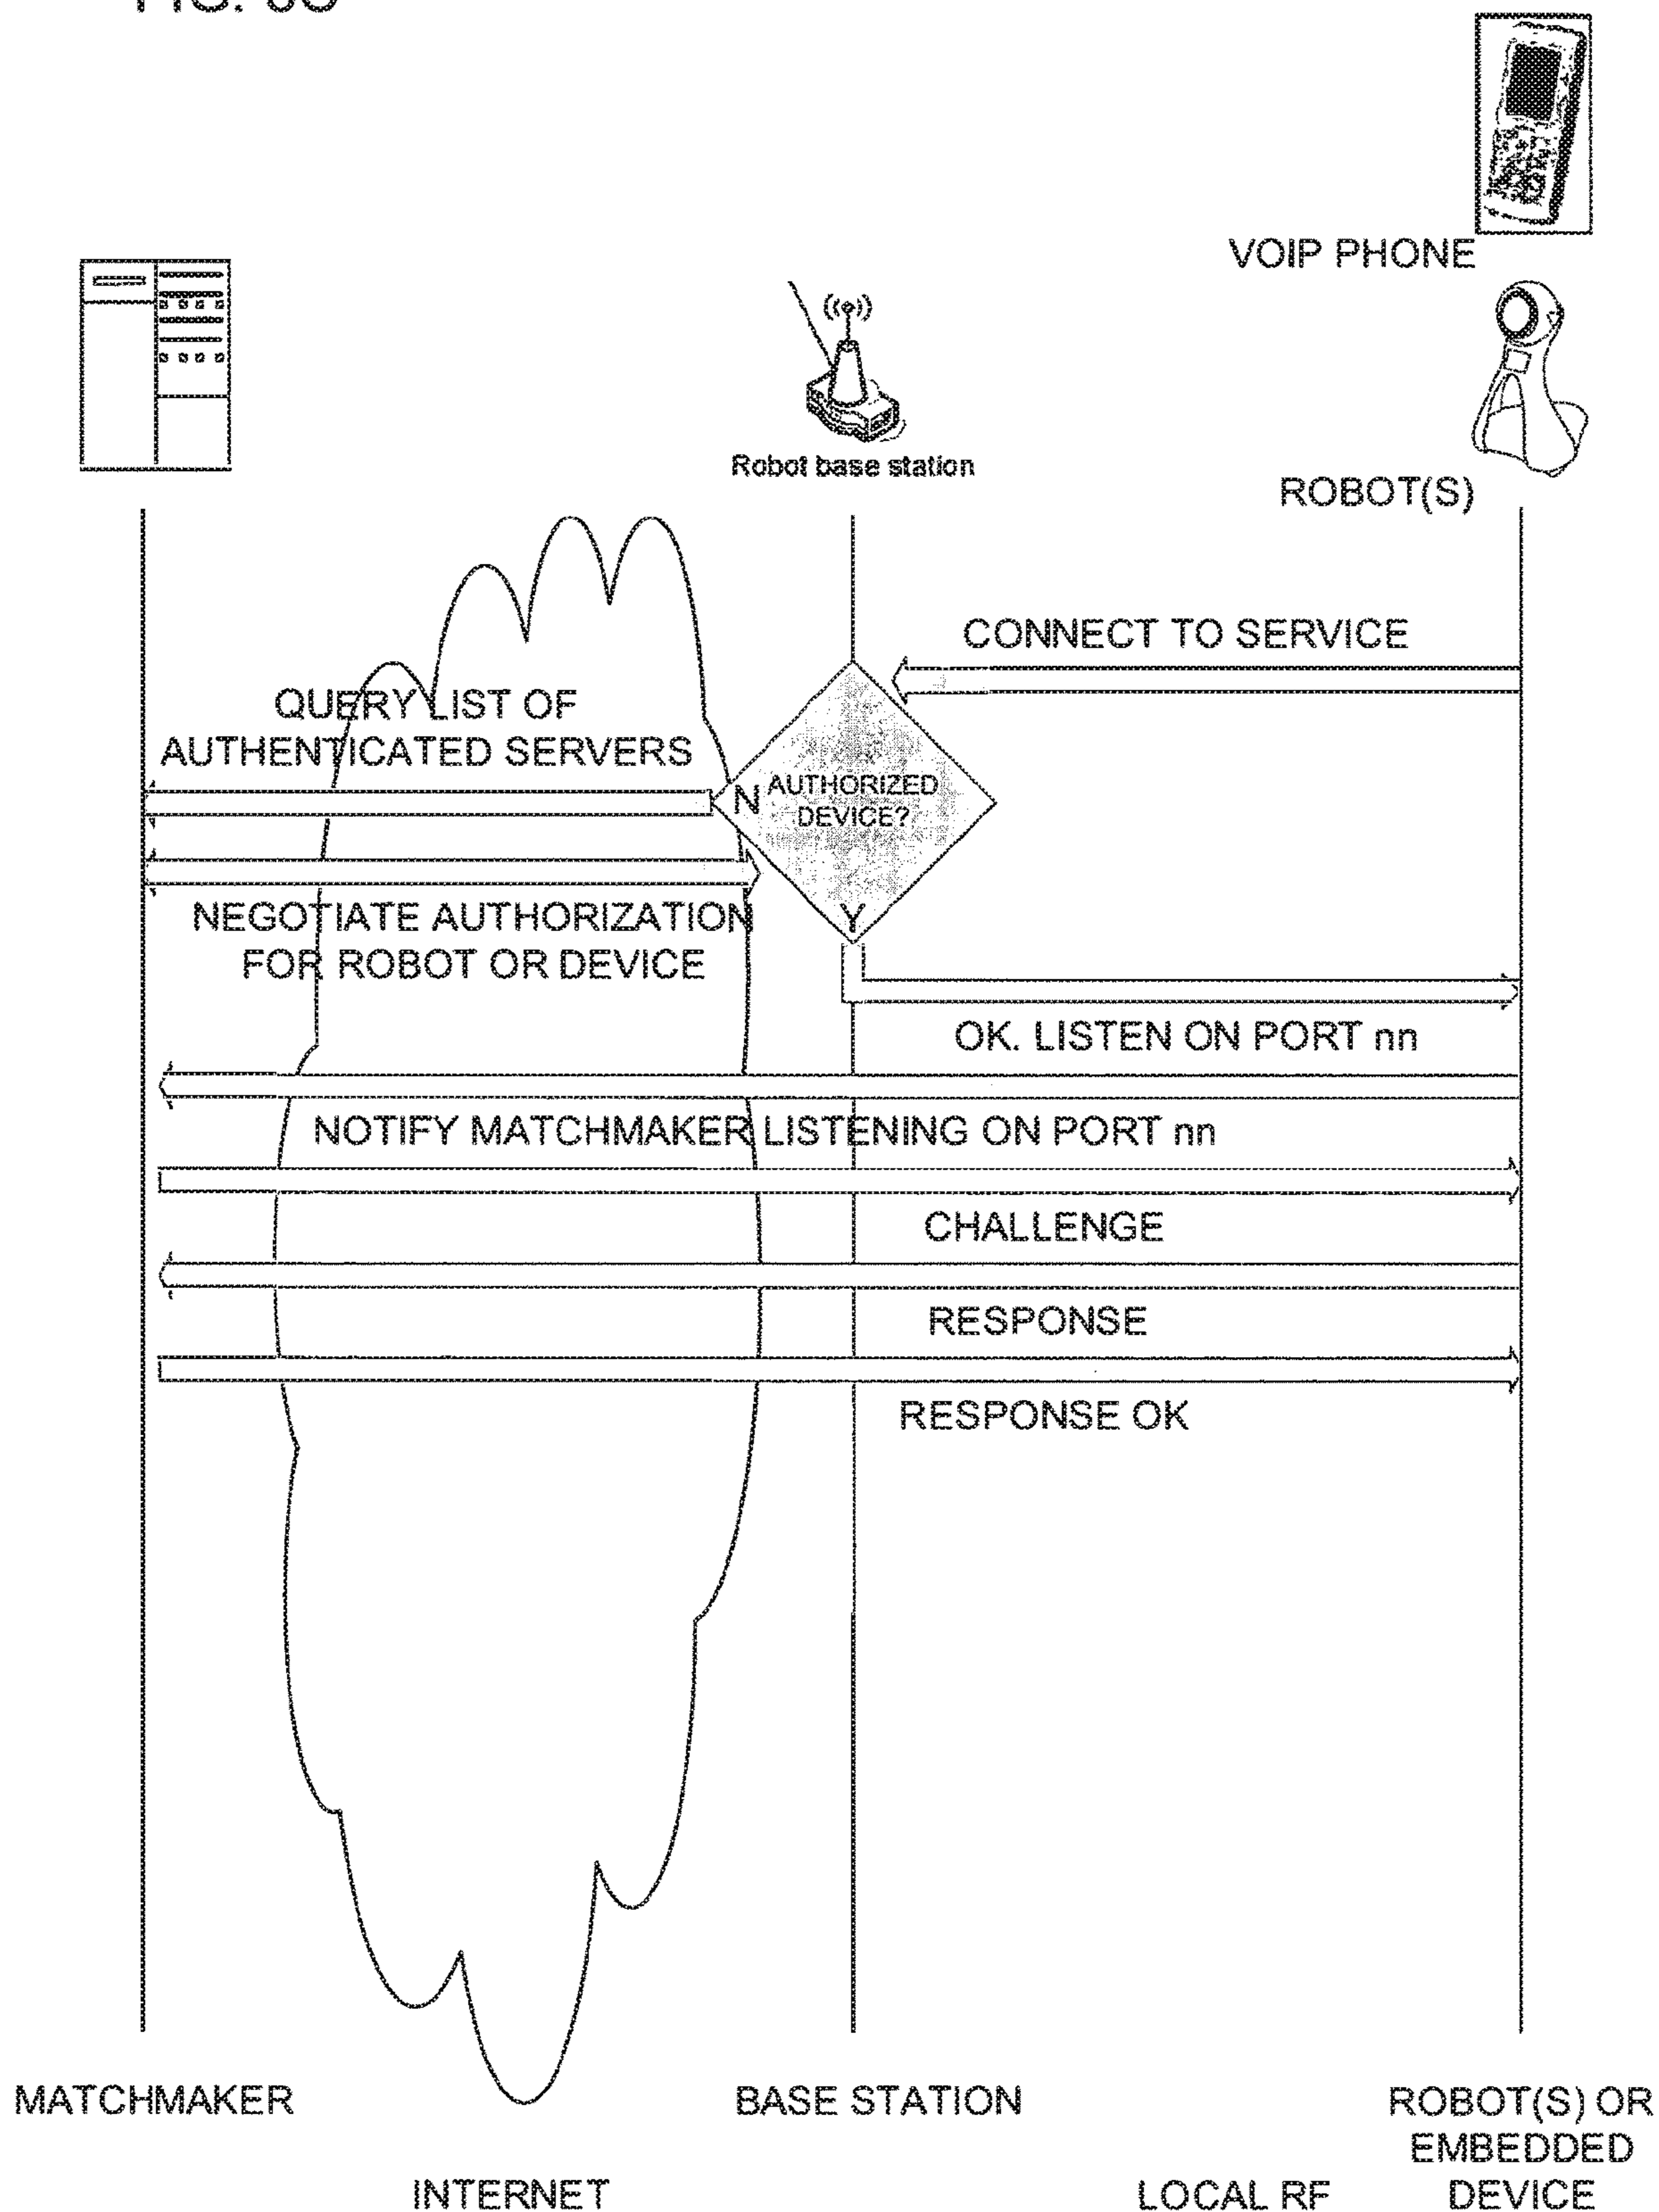 VOIP PHONE
Robot base station
ROBOT(S)
CONNECT TO SERVICE
QUERY LIST OF
AUTHENTICATED SERVERS
N
AUTHORIZED
DEVICE?
NEGOTIATE AUTHORIZATION
FOR ROBOT OR DEVICE
Y
OK. LISTEN ON PORT nn
NOTIFY MATCHMAKER LISTENING ON PORT nn
CHALLENGE
RESPONSE
RESPONSE OK
MATCHMAKER
BASE STATION
ROBOT(S) OR
EMBEDDED
DEVICE
INTERNET
LOCAL RF